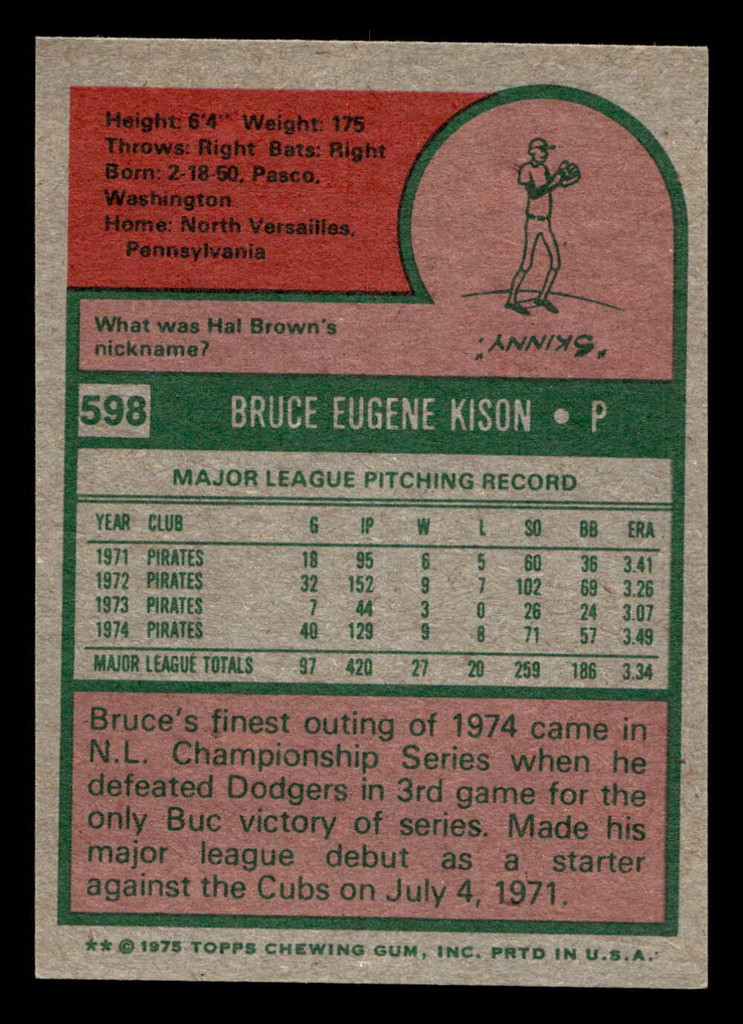 Height: 6'4" Weight: 175
Throws: Right Bats: Right
Born: 2-18-50, Pasco,
Washington
Home: North Versailles,
Pennsylvania
What was Hal Brown's
nickname?
"SKINNY."
598 BRUCE EUGENE KISON • P
MAJOR LEAGUE PITCHING RECORD
YEAR CLUB G IP W L SO BB ERA
1971 PIRATES 18 95 6 5 60 36 3.41
1972 PIRATES 32 152 9 7 102 69 3.26
1973 PIRATES 7 44 3 0 26 24 3.07
1974 PIRATES 40 129 9 8 71 57 3.49
MAJOR LEAGUE TOTALS 97 420 27 20 259 186 3.34
Bruce's finest outing of 1974 came in
N.L. Championship Series when he
defeated Dodgers in 3rd game for the
only Buc victory of series. Made his
major league debut as a starter
against the Cubs on July 4, 1971.
** © 1975 TOPPS CHEWING GUM, INC. PRTD IN U.S.A.